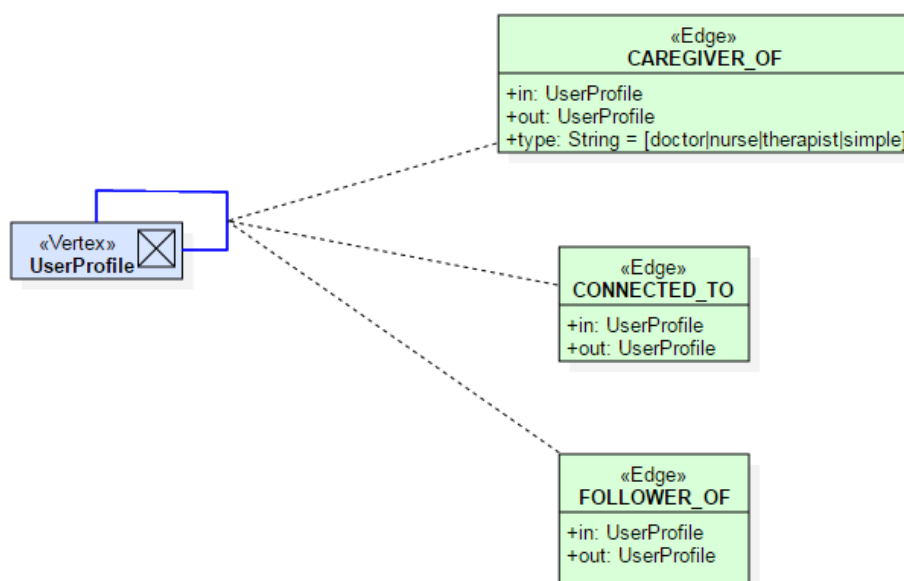 «Edge»
CAREGIVER_OF
+in: UserProfile
+out: UserProfile
+type: String = [doctor|nurse|therapist|simple]
«Vertex»
UserProfile
«Edge»
CONNECTED_TO
+in: UserProfile
+out: UserProfile
«Edge»
FOLLOWER_OF
+in: UserProfile
+out: UserProfile